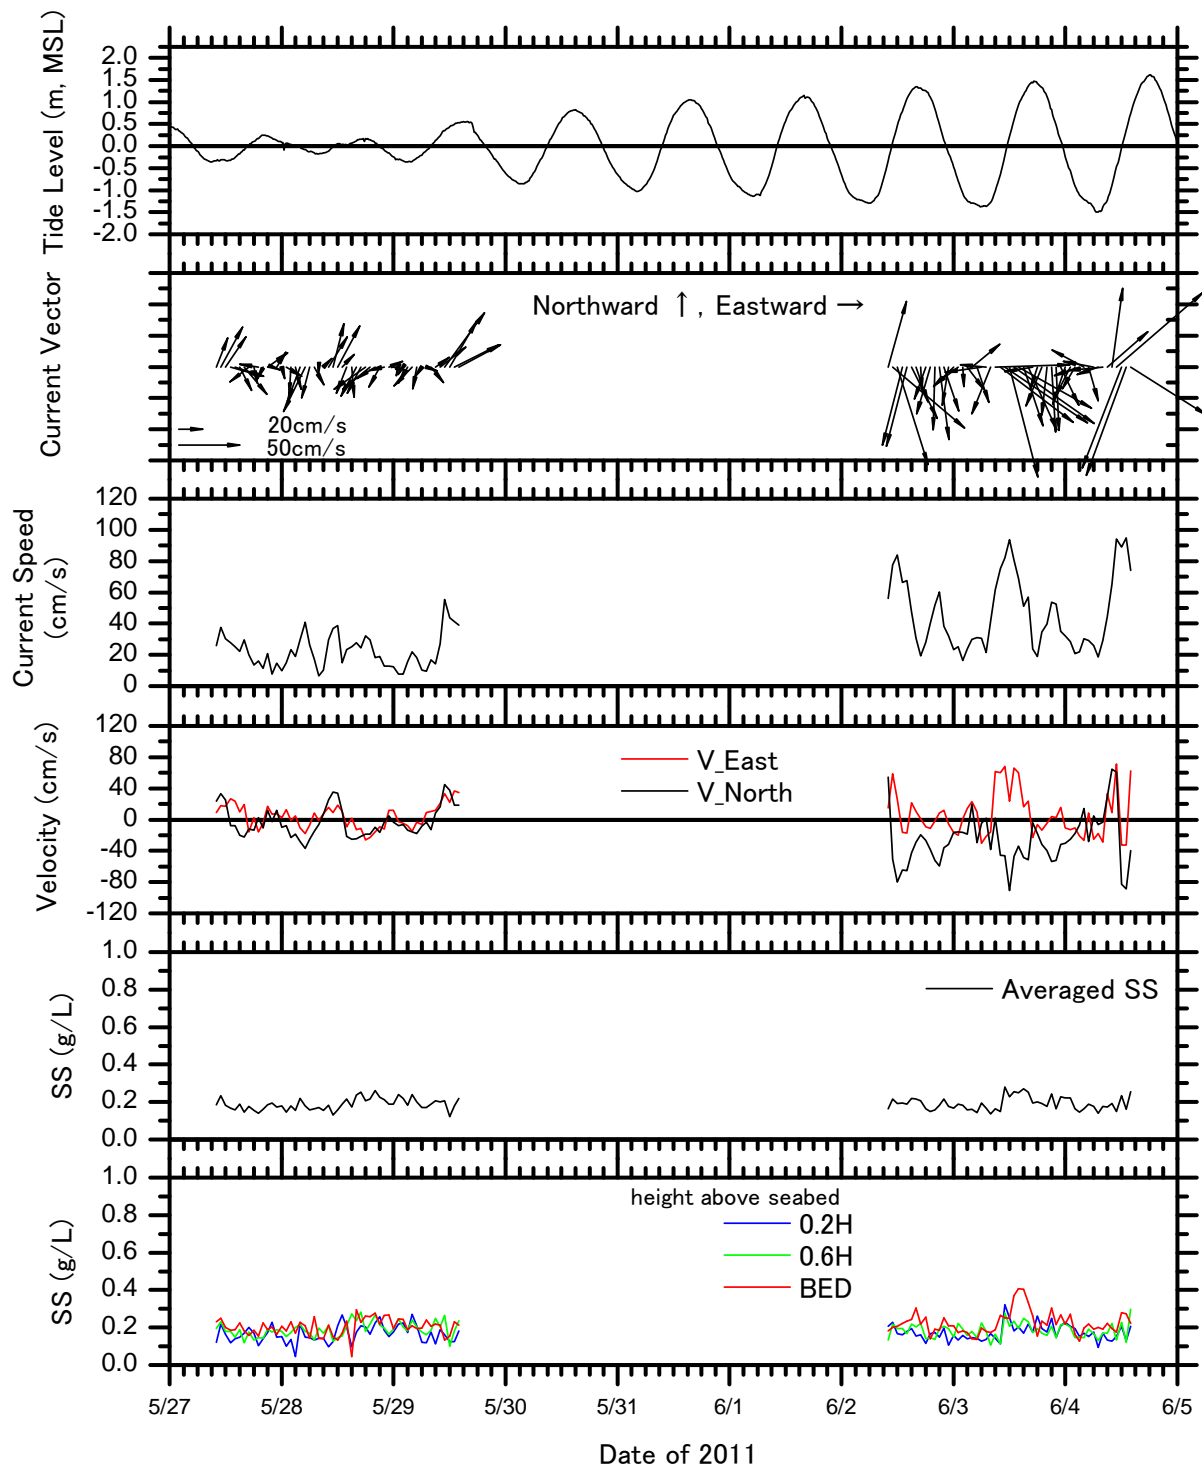 Tide Level (m, MSL)
2.0
1.5
1.0
0.5
0.0
-0.5
-1.0
-1.5
-2.0
Current Vector
Northward ↑, Eastward →
20cm/s
50cm/s
Current Speed
(cm/s)
120
100
80
60
40
20
0
Velocity (cm/s)
120
80
40
0
-40
-80
-120
V_East
V_North
SS (g/L)
1.0
0.8
0.6
0.4
0.2
0.0
Averaged SS
SS (g/L)
1.0
0.8
0.6
0.4
0.2
0.0
height above seabed
0.2H
0.6H
BED
5/27 5/28 5/29 5/30 5/31 6/1 6/2 6/3 6/4 6/5
Date of 2011